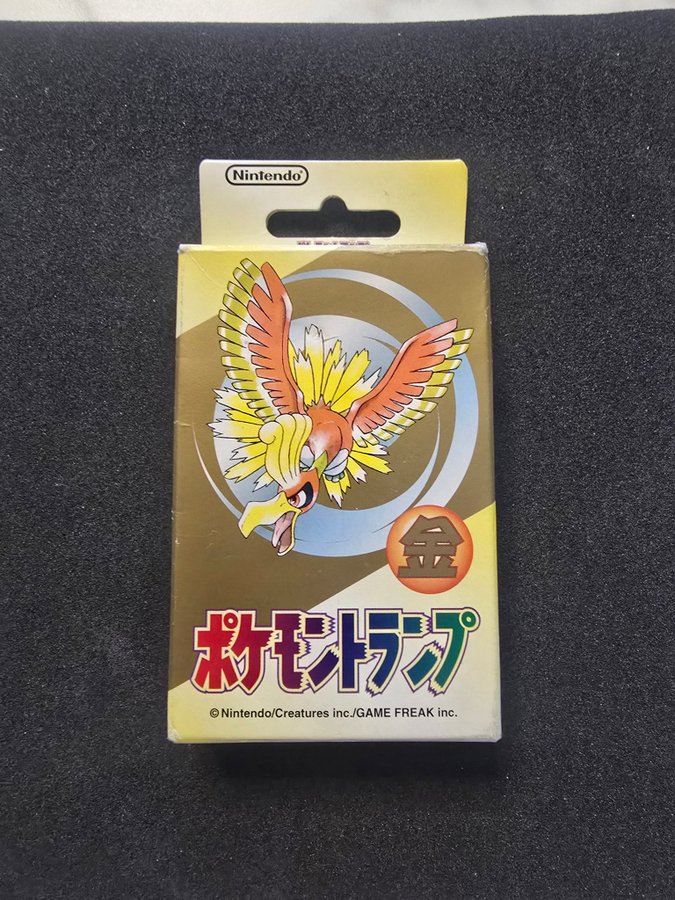 Nintendo®
金
ポケモントランプ
©Nintendo/Creatures inc./GAME FREAK inc.